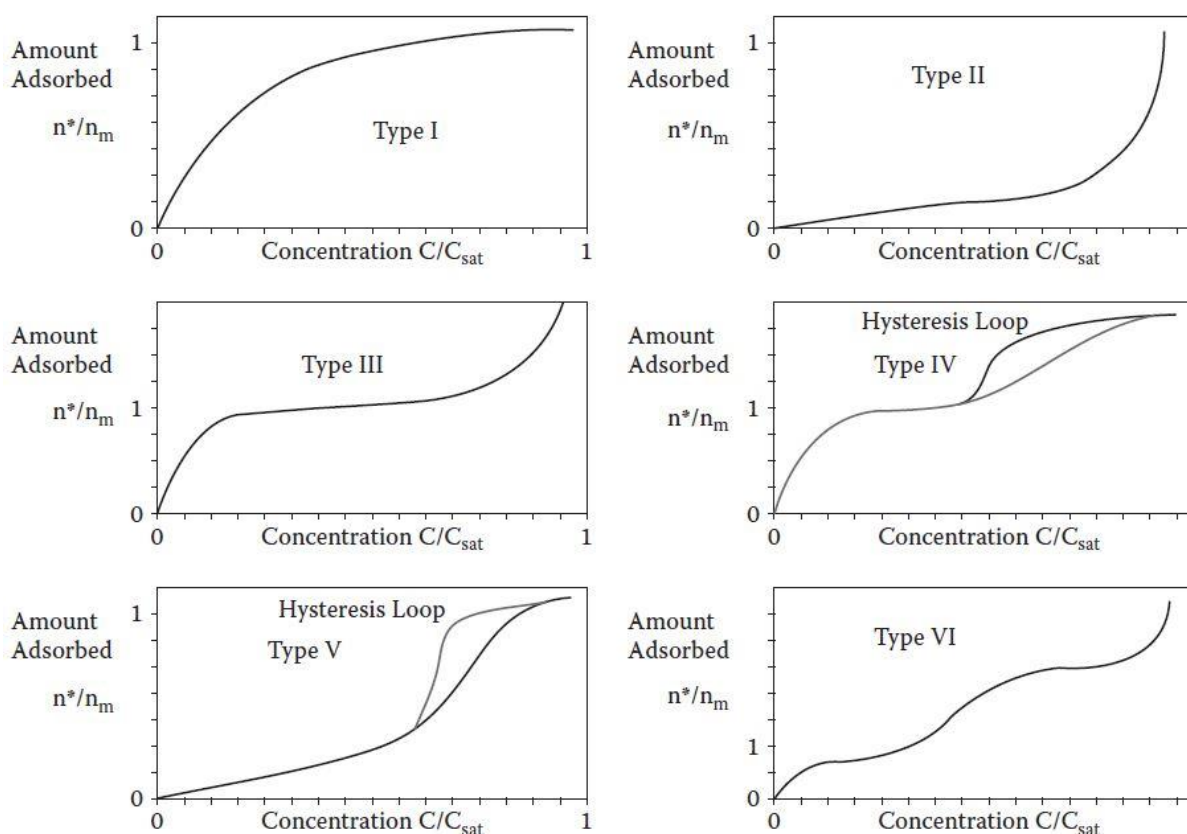 Amount
Adsorbed
n*/nm
1
0
Type I
0
Concentration C/Csat
1
Amount
Adsorbed
n*/nm
1
0
Type II
0
Concentration C/Csat
Amount
Adsorbed
n*/nm
1
0
Type III
0
Concentration C/Csat
1
Amount
Adsorbed
n*/nm
1
0
Hysteresis Loop
Type IV
0
Concentration C/Csat
Amount
Adsorbed
n*/nm
1
0
Hysteresis Loop
Type V
0
Concentration C/Csat
1
Amount
Adsorbed
n*/nm
1
0
Type VI
0
Concentration C/Csat